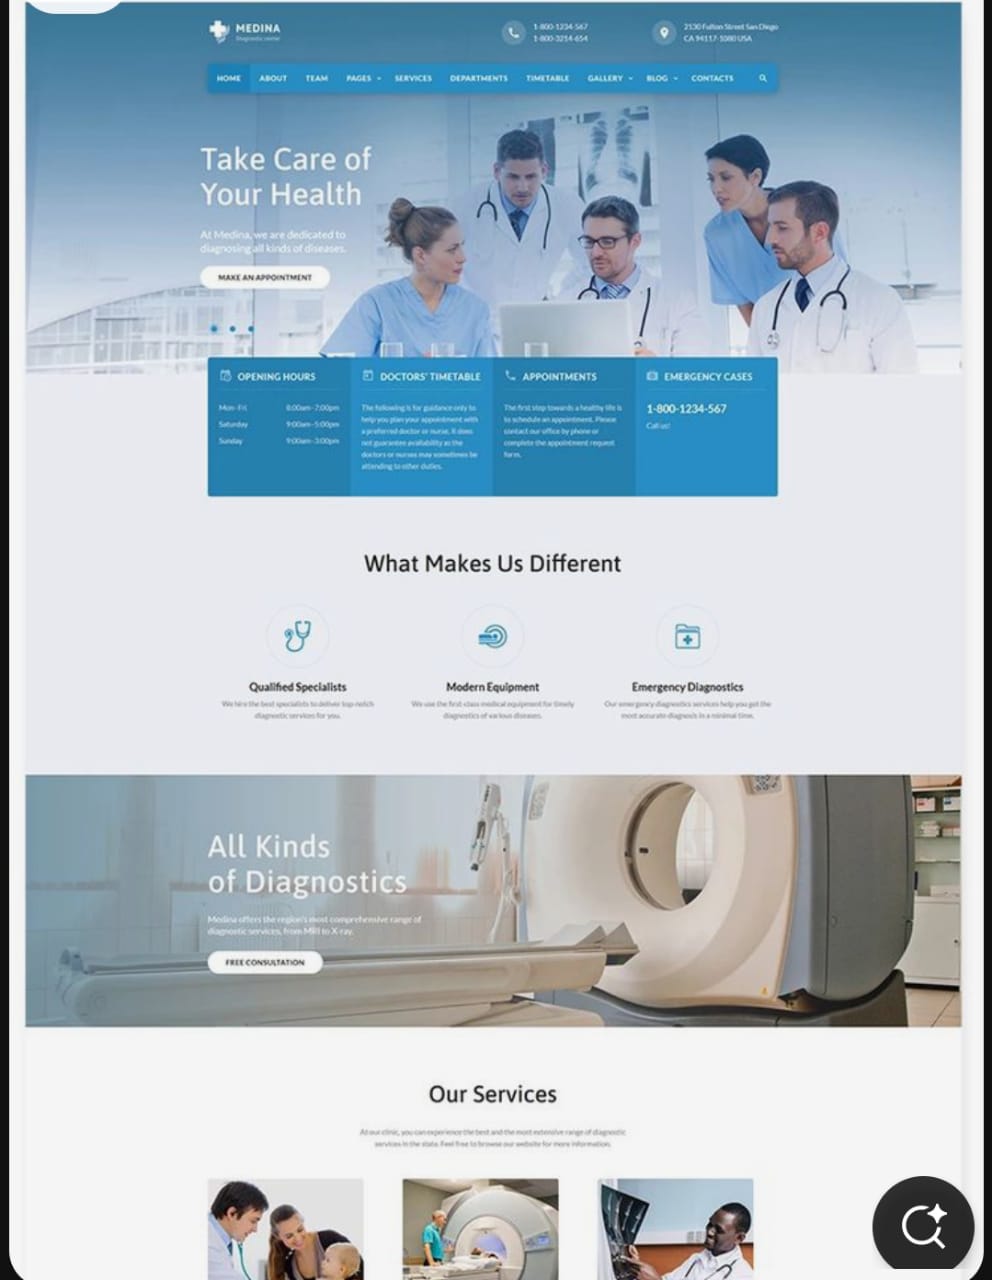 MEDINA
Diagnostic center
1-800-1234-567
1-800-3214-654
2130 Fulton Street San Diego
CA 94117-1080 USA
HOME ABOUT TEAM PAGES SERVICES DEPARTMENTS TIMETABLE GALLERY BLOG CONTACTS
Take Care of
Your Health
At Medina, we are dedicated to
diagnosing all kinds of diseases.
MAKE AN APPOINTMENT
OPENING HOURS
Mon-Fri 8:00am-7:00pm
Saturday 9:00am-5:00pm
Sunday 9:00am-3:00pm
DOCTORS' TIMETABLE
The following is for guidance only to
help you plan your appointment with
a preferred doctor or nurse. It does
not guarantee availability as the
doctors or nurses may sometimes be
attending to other duties.
APPOINTMENTS
The first step towards a healthy life is
to schedule an appointment. Please
contact our office by phone or
complete the appointment request
form.
EMERGENCY CASES
1-800-1234-567
Call us!
What Makes Us Different
Qualified Specialists
We hire the best specialists to deliver top-notch
diagnostic services for you.
Modern Equipment
We use the first-class medical equipment for timely
diagnostics of various diseases.
Emergency Diagnostics
Our emergency diagnostics services help you get the
most accurate diagnosis in a minimal time.
All Kinds
of Diagnostics
Medina offers the region's most comprehensive range of
diagnostic services, from MRI to X-ray.
FREE CONSULTATION
Our Services
At our clinic, you can experience the best and the most extensive range of diagnostic
services in the state. Feel free to browse our website for more information.